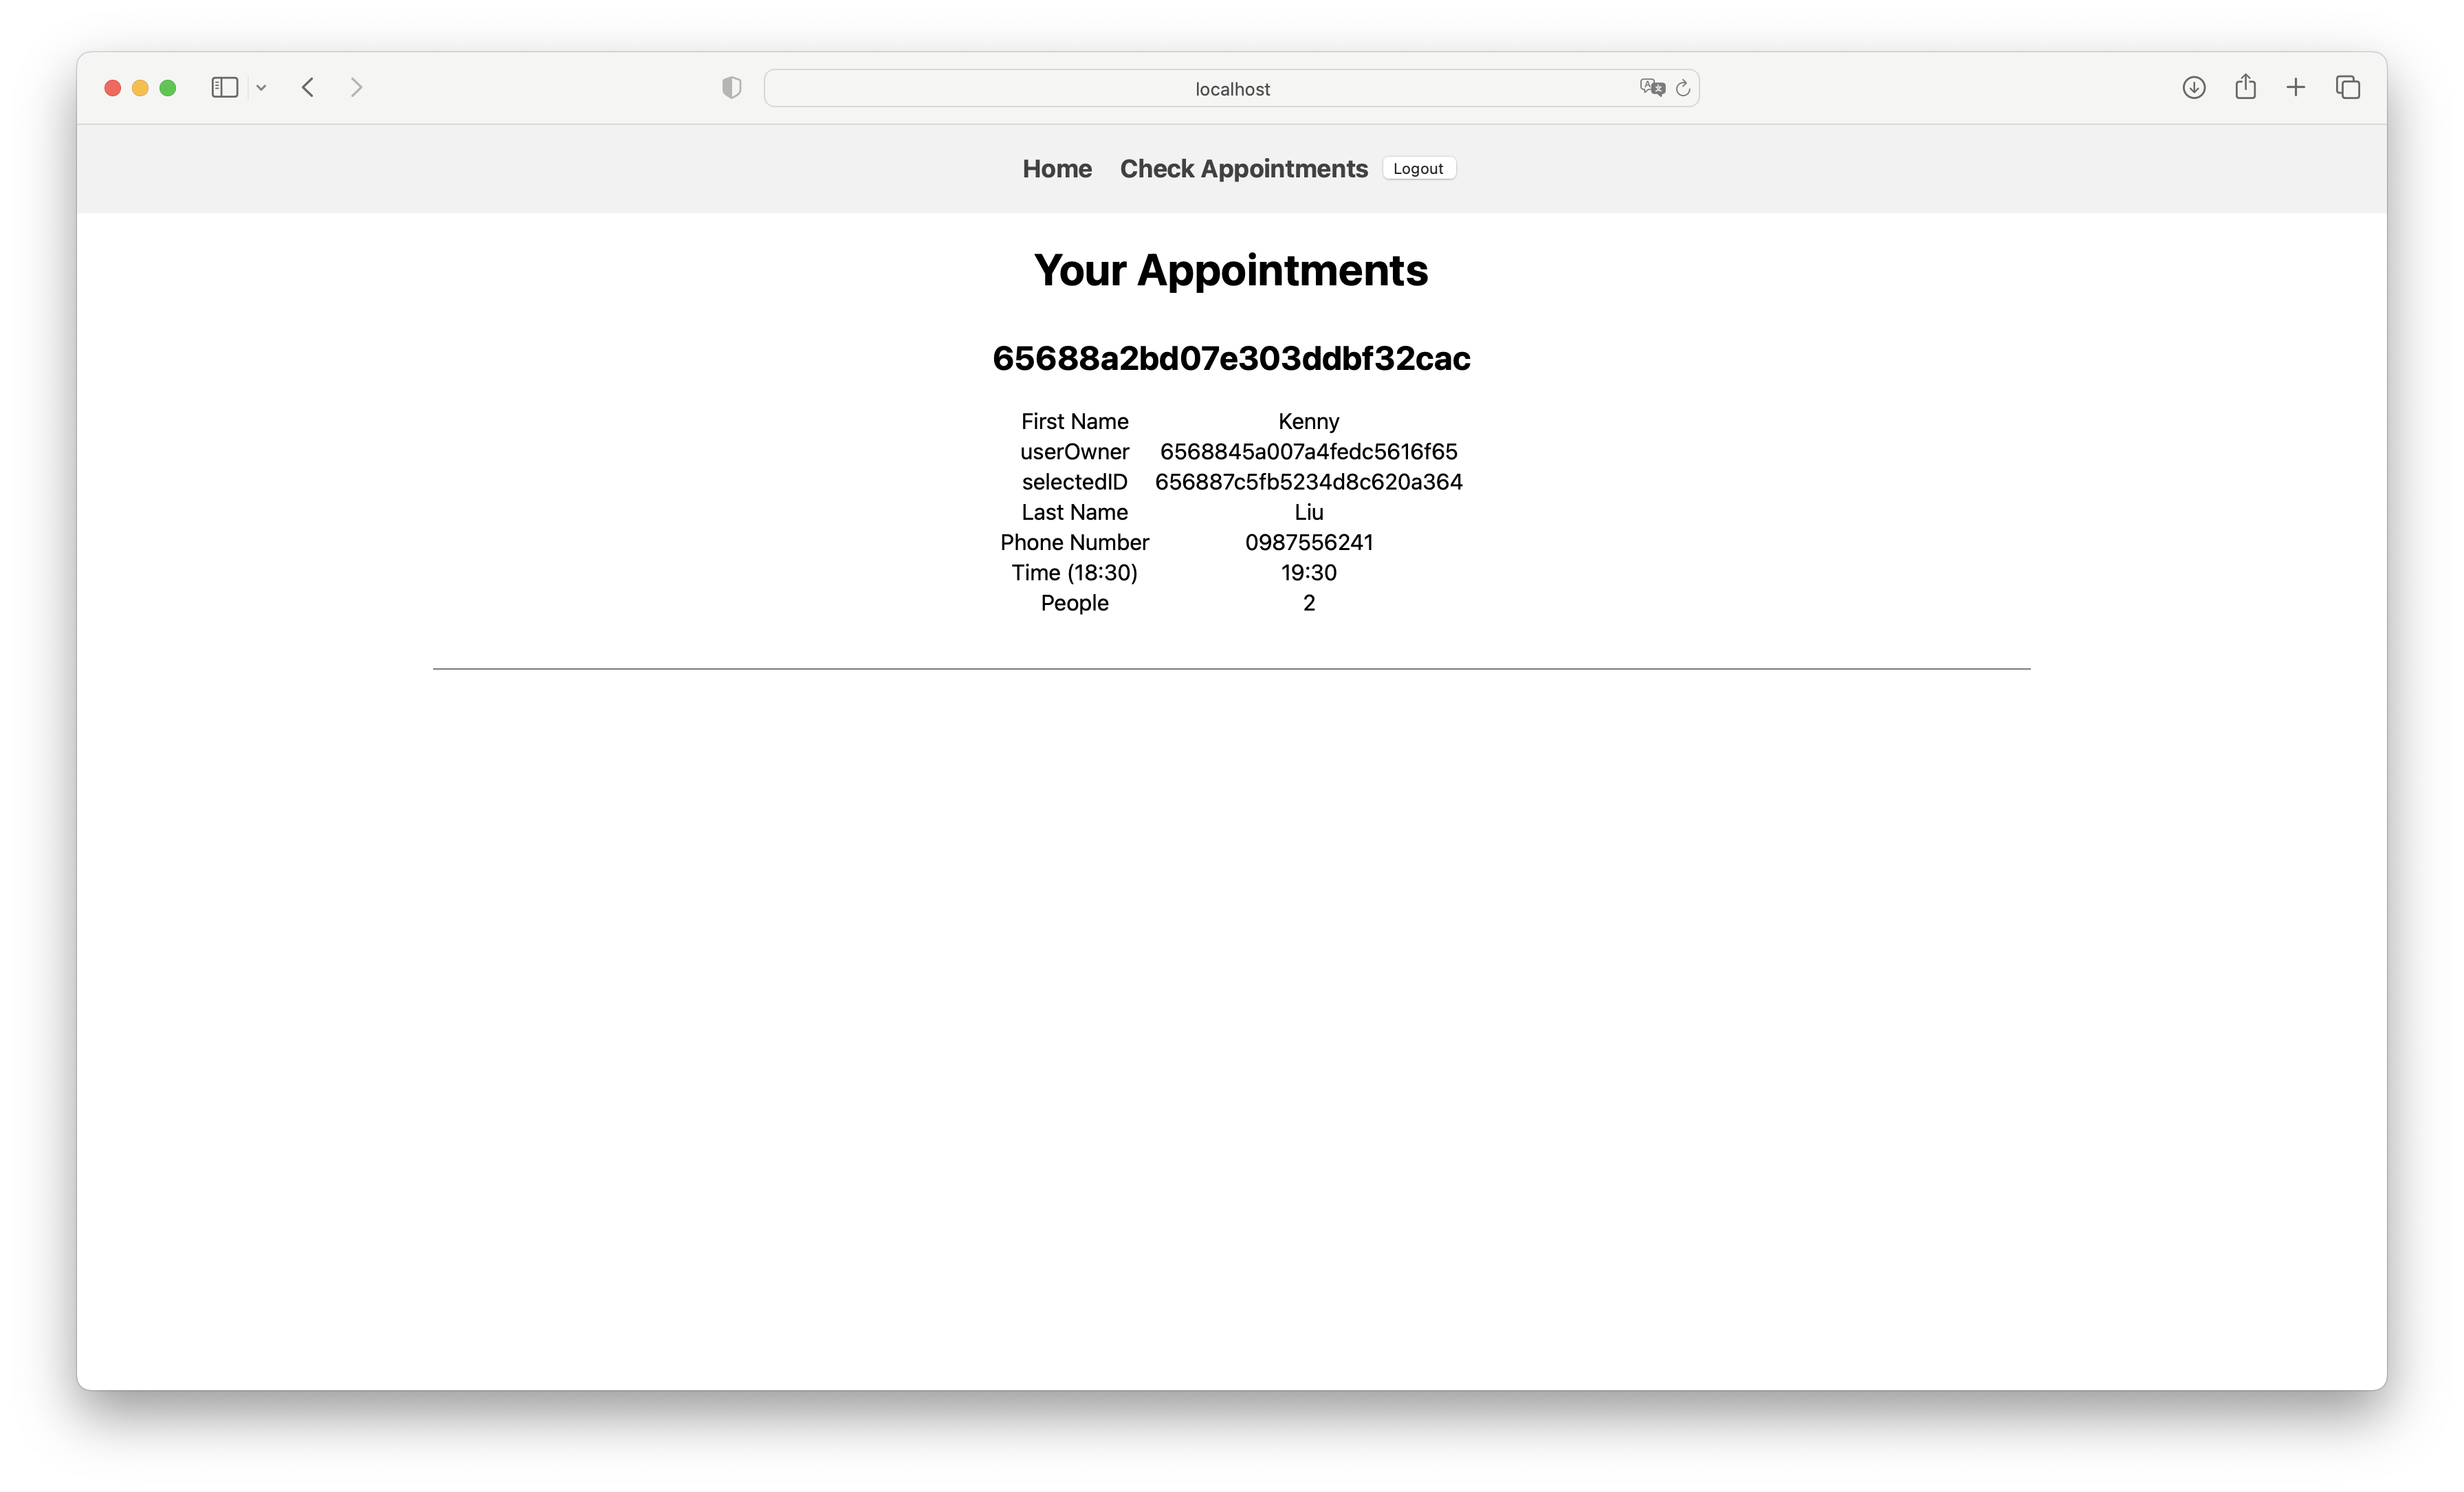 localhost
Home Check Appointments Logout
Your Appointments
65688a2bd07e303ddbf32cac
First Name Kenny
userOwner 6568845a007a4fedc5616f65
selectedID 656887c5fb5234d8c620a364
Last Name Liu
Phone Number 0987556241
Time (18:30) 19:30
People 2